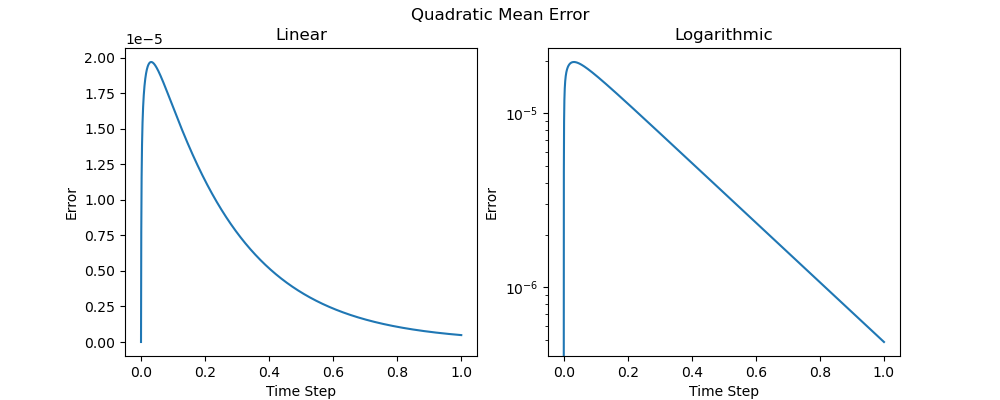 Quadratic Mean Error
Linear
1e−5
2.00
1.75
1.50
1.25
1.00
0.75
0.50
0.25
0.00
Error
0.0 0.2 0.4 0.6 0.8 1.0
Time Step
Logarithmic
10⁻⁵
10⁻⁶
Error
0.0 0.2 0.4 0.6 0.8 1.0
Time Step